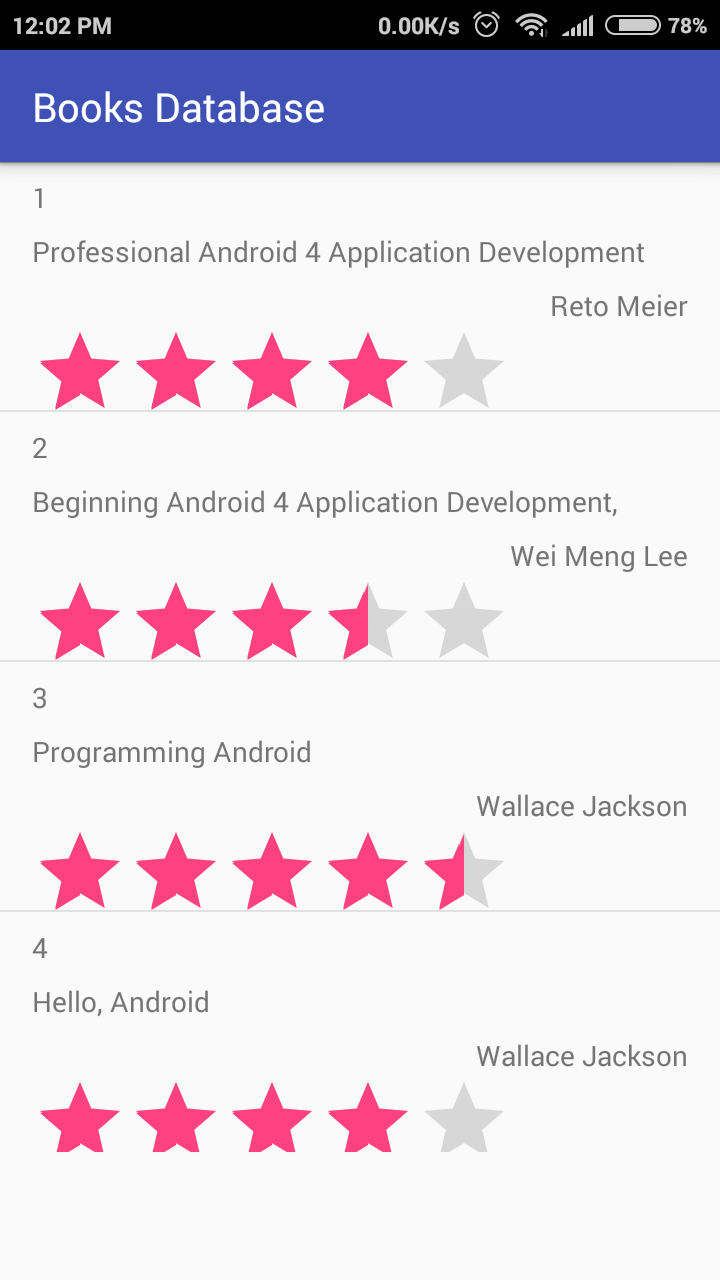 12:02 PM 0.00K/s 78%
Books Database
1
Professional Android 4 Application Development
Reto Meier
2
Beginning Android 4 Application Development,
Wei Meng Lee
3
Programming Android
Wallace Jackson
4
Hello, Android
Wallace Jackson